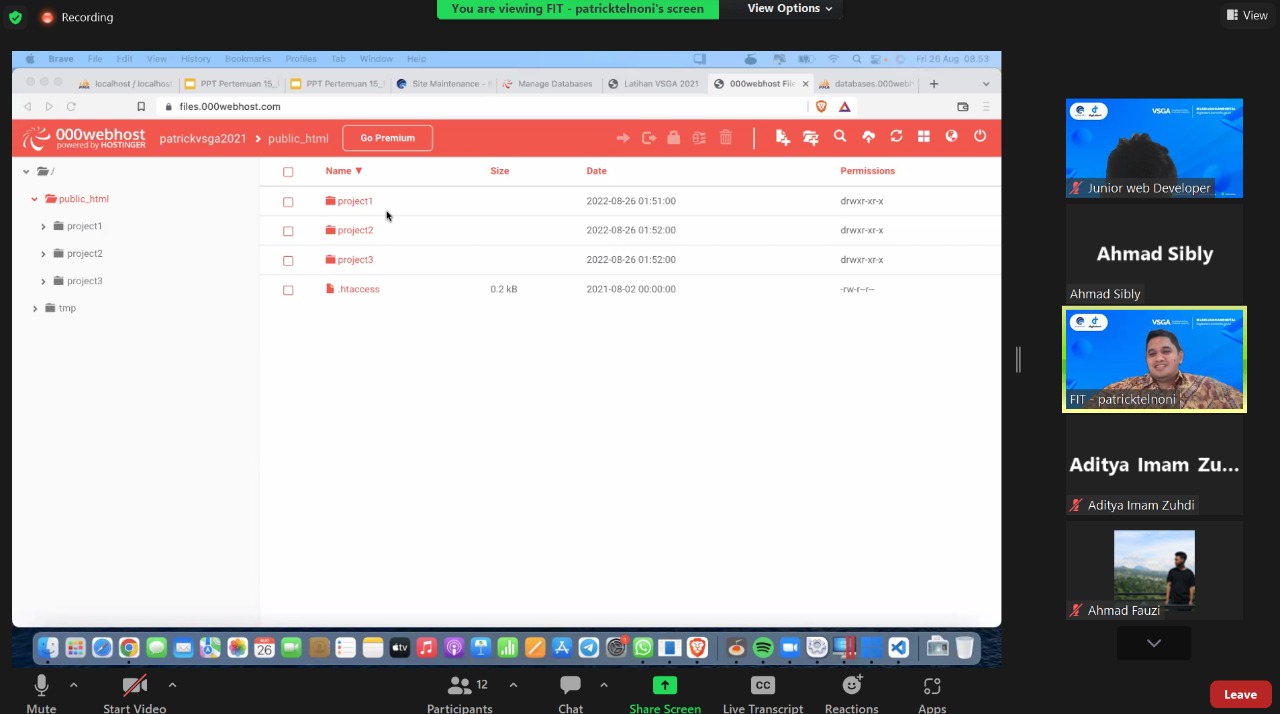 Recording
You are viewing FIT - patricktelnoni's screen
View Options
View
Brave File Edit View History Bookmarks Profiles Tab Window Help
Fri 26 Aug 08.53
localhost / localhos
PPT Pertemuan 15_
PPT Pertemuan 15_
Site Maintenance -
Manage Databases
Latihan VSGA 2021
000webhost File
databases.000web
files.000webhost.com
000webhost
powered by HOSTINGER
patrickvsga2021 > public_html
Go Premium
/
public_html
project1
project2
project3
tmp
Name Size Date Permissions
project1 2022-08-26 01:51:00 drwxr-xr-x
project2 2022-08-26 01:52:00 drwxr-xr-x
project3 2022-08-26 01:52:00 drwxr-xr-x
.htaccess 0.2 kB 2021-08-02 00:00:00 -rw-r--r--
VSGA
Junior web Developer
Ahmad Sibly
Ahmad Sibly
VSGA
FIT - patricktelnoni
Aditya Imam Zu...
Aditya Imam Zuhdi
Ahmad Fauzi
AUG
26
tv
Mute
Start Video
12
Participants
Chat
Share Screen
CC
Live Transcript
Reactions
Apps
Leave